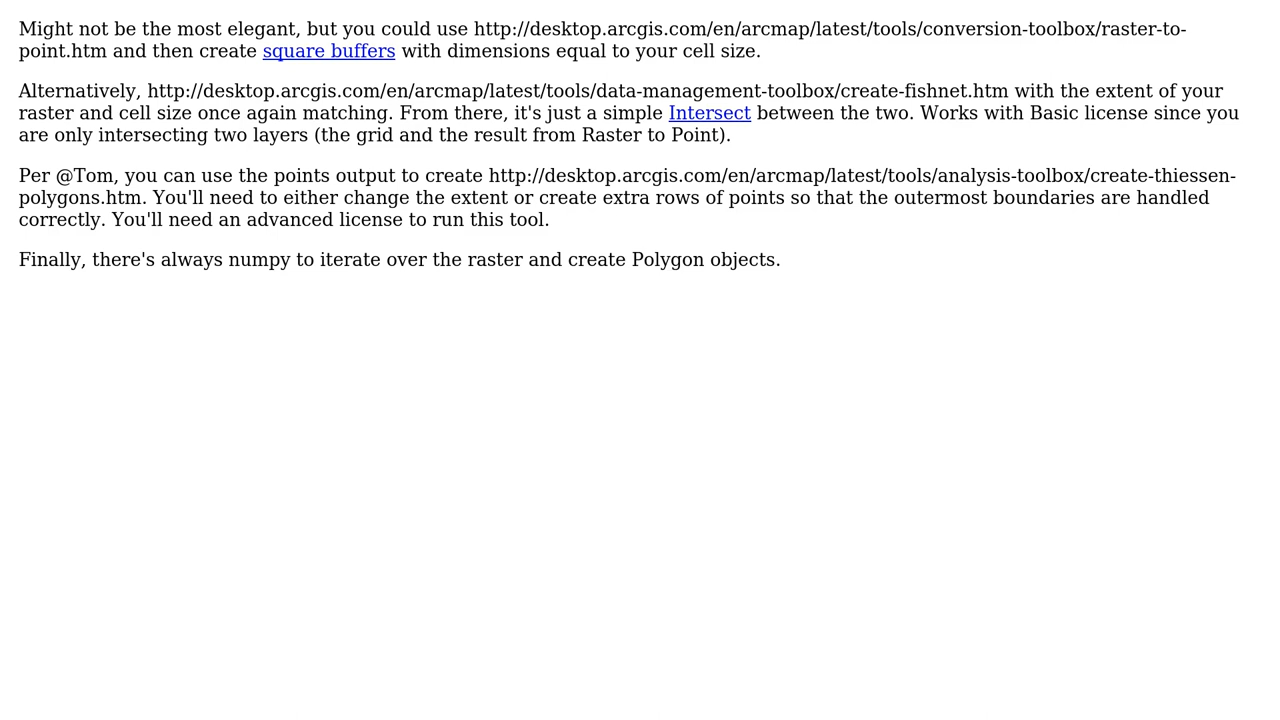 Might not be the most elegant, but you could use http://desktop.arcgis.com/en/arcmap/latest/tools/conversion-toolbox/raster-to-
point.htm and then create square buffers with dimensions equal to your cell size.
Alternatively, http://desktop.arcgis.com/en/arcmap/latest/tools/data-management-toolbox/create-fishnet.htm with the extent of your
raster and cell size once again matching. From there, it's just a simple Intersect between the two. Works with Basic license since you
are only intersecting two layers (the grid and the result from Raster to Point).
Per @Tom, you can use the points output to create http://desktop.arcgis.com/en/arcmap/latest/tools/analysis-toolbox/create-thiessen-
polygons.htm. You'll need to either change the extent or create extra rows of points so that the outermost boundaries are handled
correctly. You'll need an advanced license to run this tool.
Finally, there's always numpy to iterate over the raster and create Polygon objects.